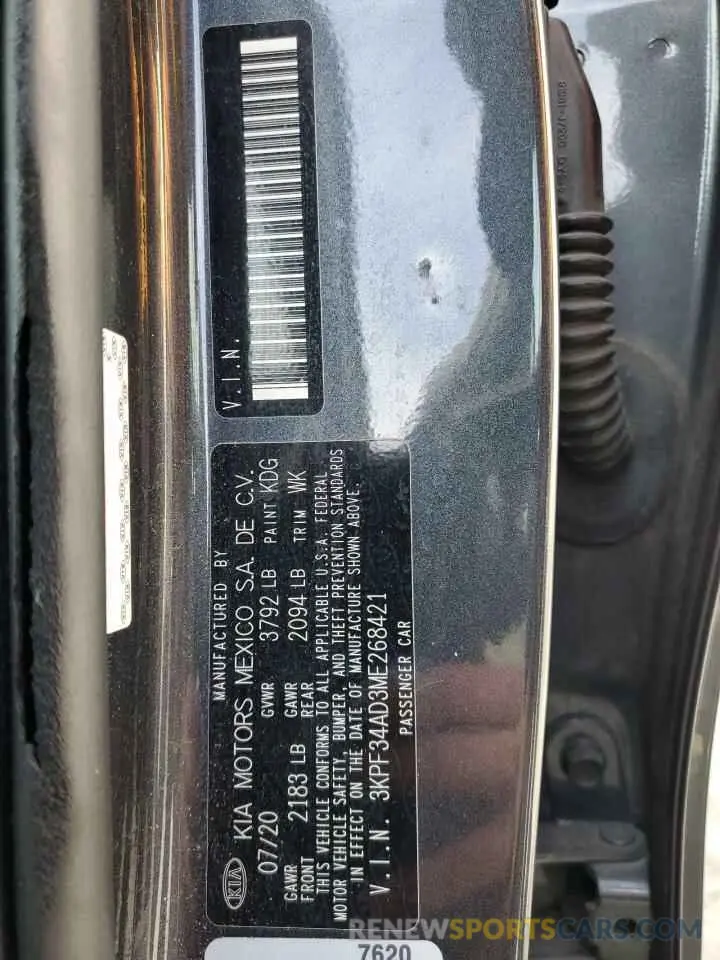 V.I.N.
MANUFACTURED BY
KIA KIA MOTORS MEXICO S.A. DE C.V.
07/20 GVWR 3792 LB PAINT KDG
GAWR FRONT 2183 LB GAWR REAR 2094 LB TRIM WK
THIS VEHICLE CONFORMS TO ALL APPLICABLE U.S.A. FEDERAL
MOTOR VEHICLE SAFETY, BUMPER, AND THEFT PREVENTION STANDARDS
IN EFFECT ON THE DATE OF MANUFACTURE SHOWN ABOVE.
V.I.N. 3KPF34AD3ME268421
PASSENGER CAR
7620
RENEWSPORTSCARS.COM